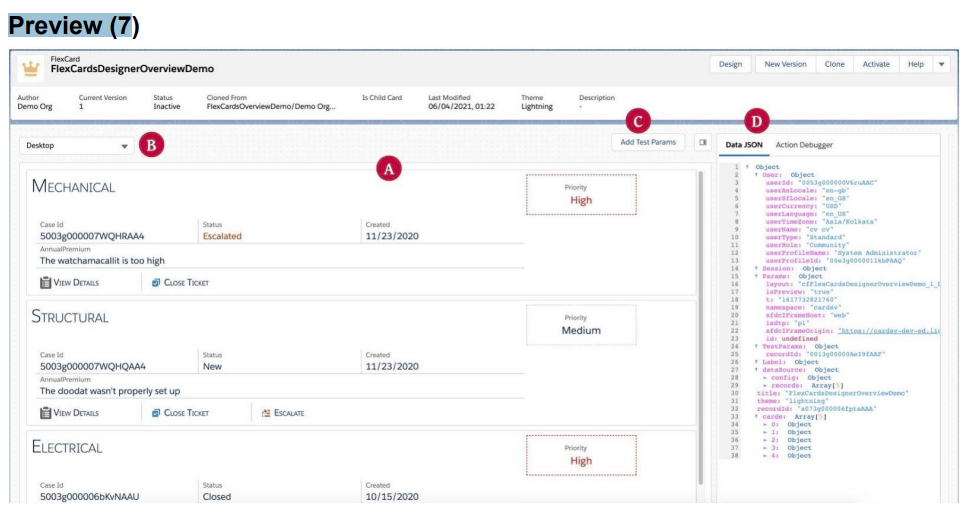 Preview (7)
FlexCard
FlexCardsDesignerOverviewDemo
Design New Version Clone Activate Help
Author Current Version Status Cloned From Is Child Card Last Modified Theme Description
Demo Org 1 Inactive FlexCardsOverviewDemo/Demo Org... 06/04/2021, 01:22 Lightning -
C D
Desktop B Add Test Params Data JSON Action Debugger
A
MECHANICAL
Priority
High
Case Id Status Created
5003g000007WQHRAA4 Escalated 11/23/2020
AnnualPremium
The watchamacallit is too high
VIEW DETAILS CLOSE TICKET
STRUCTURAL
Priority
Medium
Case Id Status Created
5003g000007WQHQAA4 New 11/23/2020
AnnualPremium
The doodat wasn't properly set up
VIEW DETAILS CLOSE TICKET ESCALATE
ELECTRICAL
Priority
High
Case Id Status Created
5003g000006bKvNAAU Closed 10/15/2020
1 Object
2 User: Object
3 userId: "0053g000000V6ruAAC"
4 userAsLocale: "en-gb"
5 userSfLocale: "en_GB"
6 userCurrency: "USD"
7 userLanguage: "en_US"
8 userTimeZone: "Asia/Kolkata"
9 userName: "cv cv"
10 userType: "Standard"
11 userRole: "Community"
12 userProfileName: "System Administrator"
13 userProfileId: "00e3g0000011kbPAAQ"
14 Session: Object
15 Params: Object
16 layout: "cfFlexCardsDesignerOverviewDemo_1_
17 isPreview: "true"
18 t: "1617732821760"
19 namespace: "cardsv"
20 sfdcIFrameHost: "web"
21 isdtp: "p1"
22 sfdcIFrameOrigin: "https://cardsv-dev-ed.li
23 id: undefined
24 TestParams: Object
25 recordId: "0013g00000AeI9fAAF"
26 Label: Object
27 dataSource: Object
28 config: Object
29 records: Array[5]
30 title: "FlexCardsDesignerOverviewDemo"
31 theme: "lightning"
32 recordId: "a073g000006fptaAAA"
33 cards: Array[5]
34 0: Object
35 1: Object
36 2: Object
37 3: Object
38 4: Object